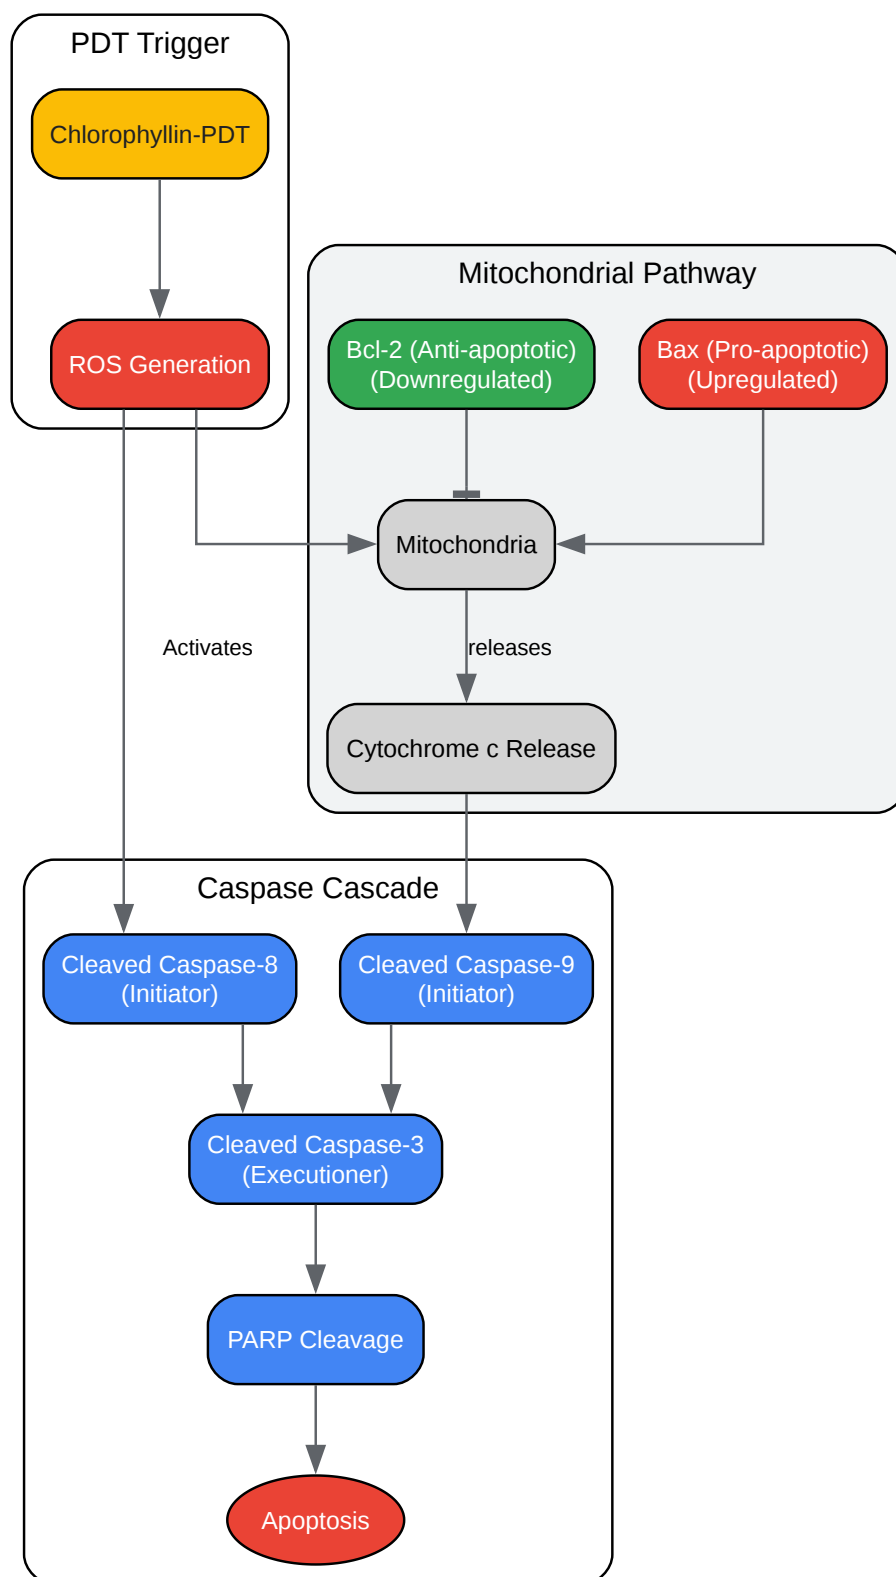 PDT Trigger
Chlorophyllin-PDT
ROS Generation
Mitochondrial Pathway
Bcl-2 (Anti-apoptotic)
(Downregulated)
Bax (Pro-apoptotic)
(Upregulated)
Mitochondria
Activates
releases
Cytochrome c Release
Caspase Cascade
Cleaved Caspase-8
(Initiator)
Cleaved Caspase-9
(Initiator)
Cleaved Caspase-3
(Executioner)
PARP Cleavage
Apoptosis